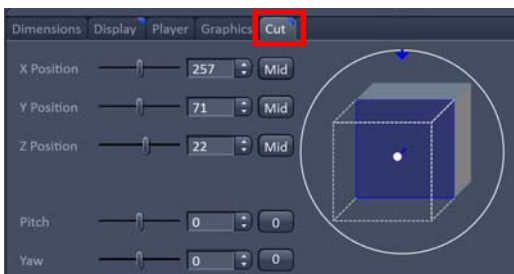 Dimensions Display Player Graphics Cut
X Position 257 Mid
Y Position 71 Mid
Z Position 22 Mid
Pitch 0 0
Yaw 0 0